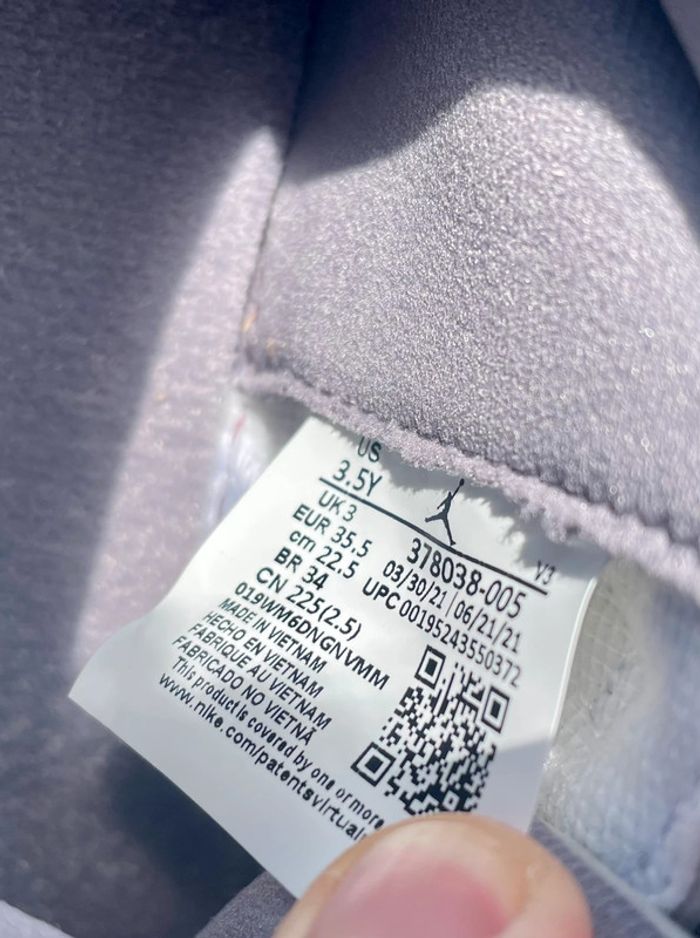 US
3.5Y
UK 3
EUR 35.5
cm 22.5
BR 34
CN 225(2.5)
019WM6DNGNVMM
MADE IN VIETNAM
HECHO EN VIETNAM
FABRIQUE AU VIETNAM
FABRICADO NO VIETNÃ
This product is covered by one or more
www.nike.com/patentsvirtual
V3
378038-005
03/30/21 | 06/21/21
UPC 00195243550372